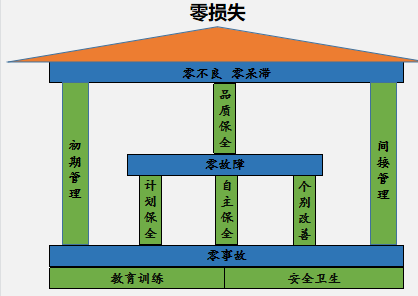 零损失
零不良 零呆滞
品质保全
初期管理
间接管理
零故障
计划保全
自主保全
个别改善
零事故
教育训练
安全卫生